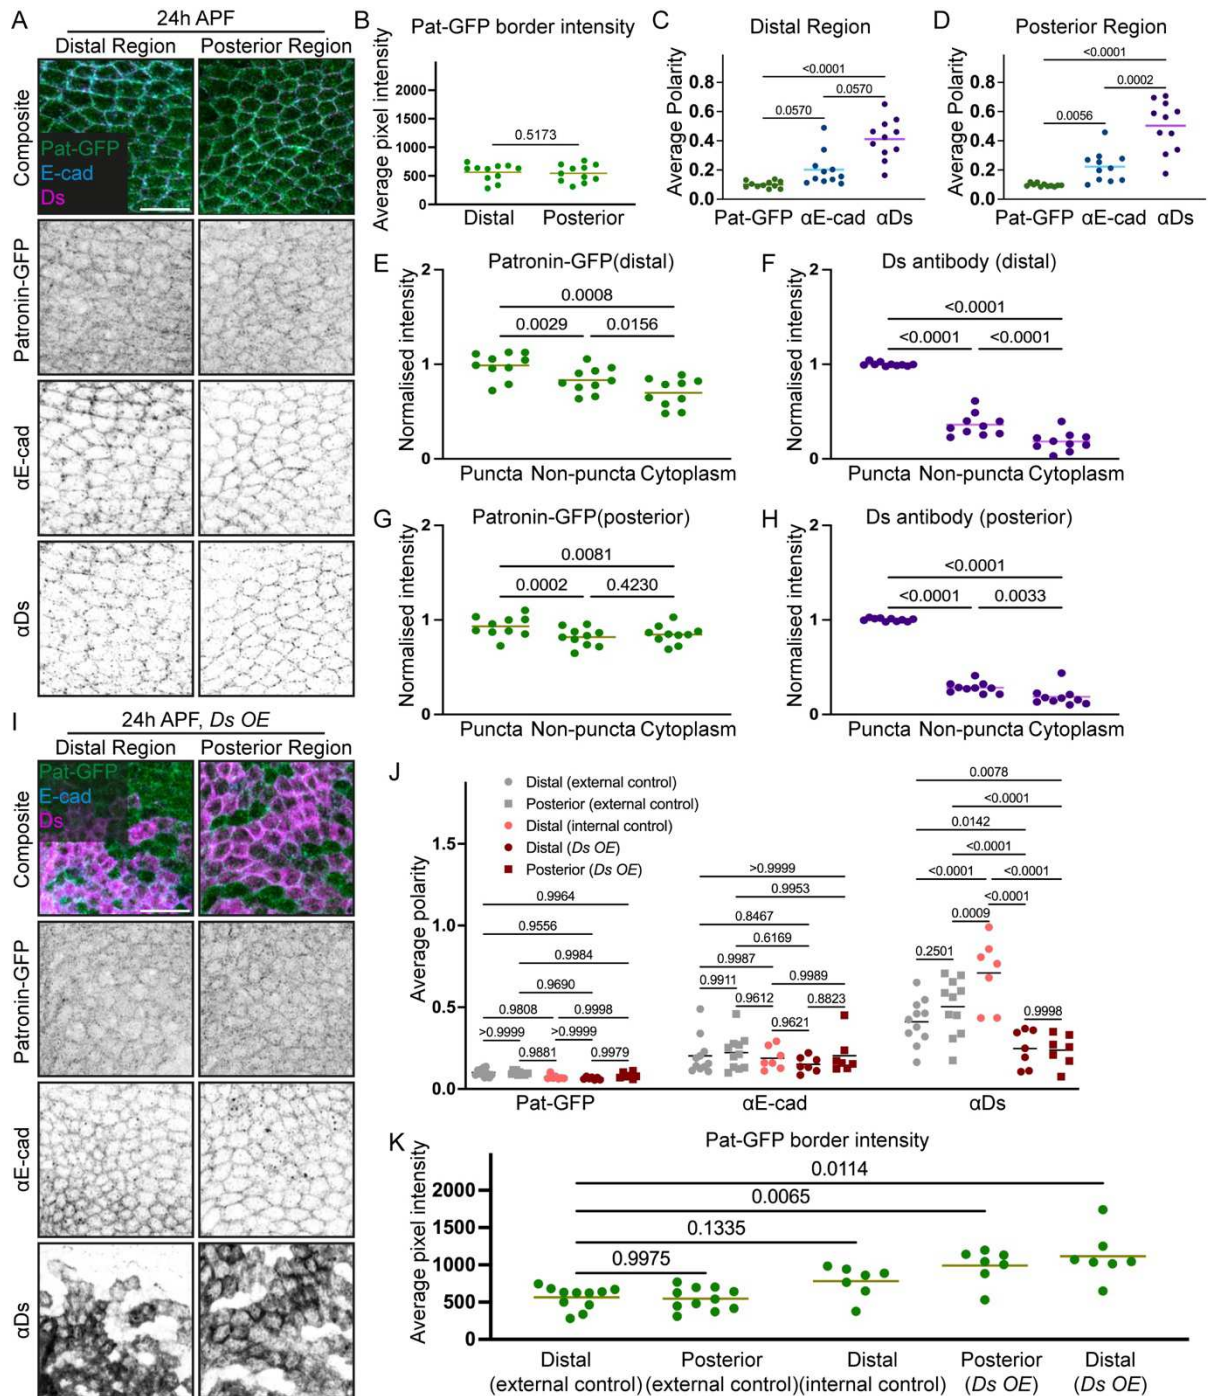 A
24h APF
Distal Region
Posterior Region
Composite
Pat-GFP
E-cad
Ds
Patronin-GFP
αE-cad
αDs
B
Pat-GFP border intensity
Average pixel intensity
2000
1500
1000
500
0
0.5173
Distal
Posterior
C
Distal Region
Average Polarity
0.8
0.6
0.4
0.2
0.0
<0.0001
0.0570
0.0570
Pat-GFP
αE-cad
αDs
D
Posterior Region
Average Polarity
0.8
0.6
0.4
0.2
0.0
<0.0001
0.0002
0.0056
Pat-GFP
αE-cad
αDs
E
Patronin-GFP(distal)
Normalised intensity
2
1
0
0.0008
0.0029
0.0156
Puncta
Non-puncta
Cytoplasm
F
Ds antibody (distal)
Normalised intensity
2
1
0
<0.0001
<0.0001
<0.0001
Puncta
Non-puncta
Cytoplasm
G
Patronin-GFP(posterior)
Normalised intensity
2
1
0
0.0081
0.0002
0.4230
Puncta
Non-puncta
Cytoplasm
H
Ds antibody (posterior)
Normalised intensity
2
1
0
<0.0001
<0.0001
0.0033
Puncta
Non-puncta
Cytoplasm
I
24h APF, Ds OE
Distal Region
Posterior Region
Composite
Pat-GFP
E-cad
Ds
Patronin-GFP
αE-cad
αDs
J
Distal (external control)
Posterior (external control)
Distal (internal control)
Distal (Ds OE)
Posterior (Ds OE)
Average polarity
1.5
1.0
0.5
0.0
0.9964
0.9556
0.9984
0.9690
0.9808
0.9998
>0.9999
>0.9999
0.9881
0.9979
Pat-GFP
>0.9999
0.9953
0.8467
0.6169
0.9987
0.9989
0.9911
0.9612
0.8823
0.9621
αE-cad
0.0078
<0.0001
0.0142
<0.0001
<0.0001
<0.0001
<0.0001
0.0009
0.2501
0.9998
αDs
K
Pat-GFP border intensity
Average pixel intensity
2000
1500
1000
500
0
0.0114
0.0065
0.1335
0.9975
Distal
(external control)
Posterior
(external control)
Distal
(internal control)
Posterior
(Ds OE)
Distal
(Ds OE)